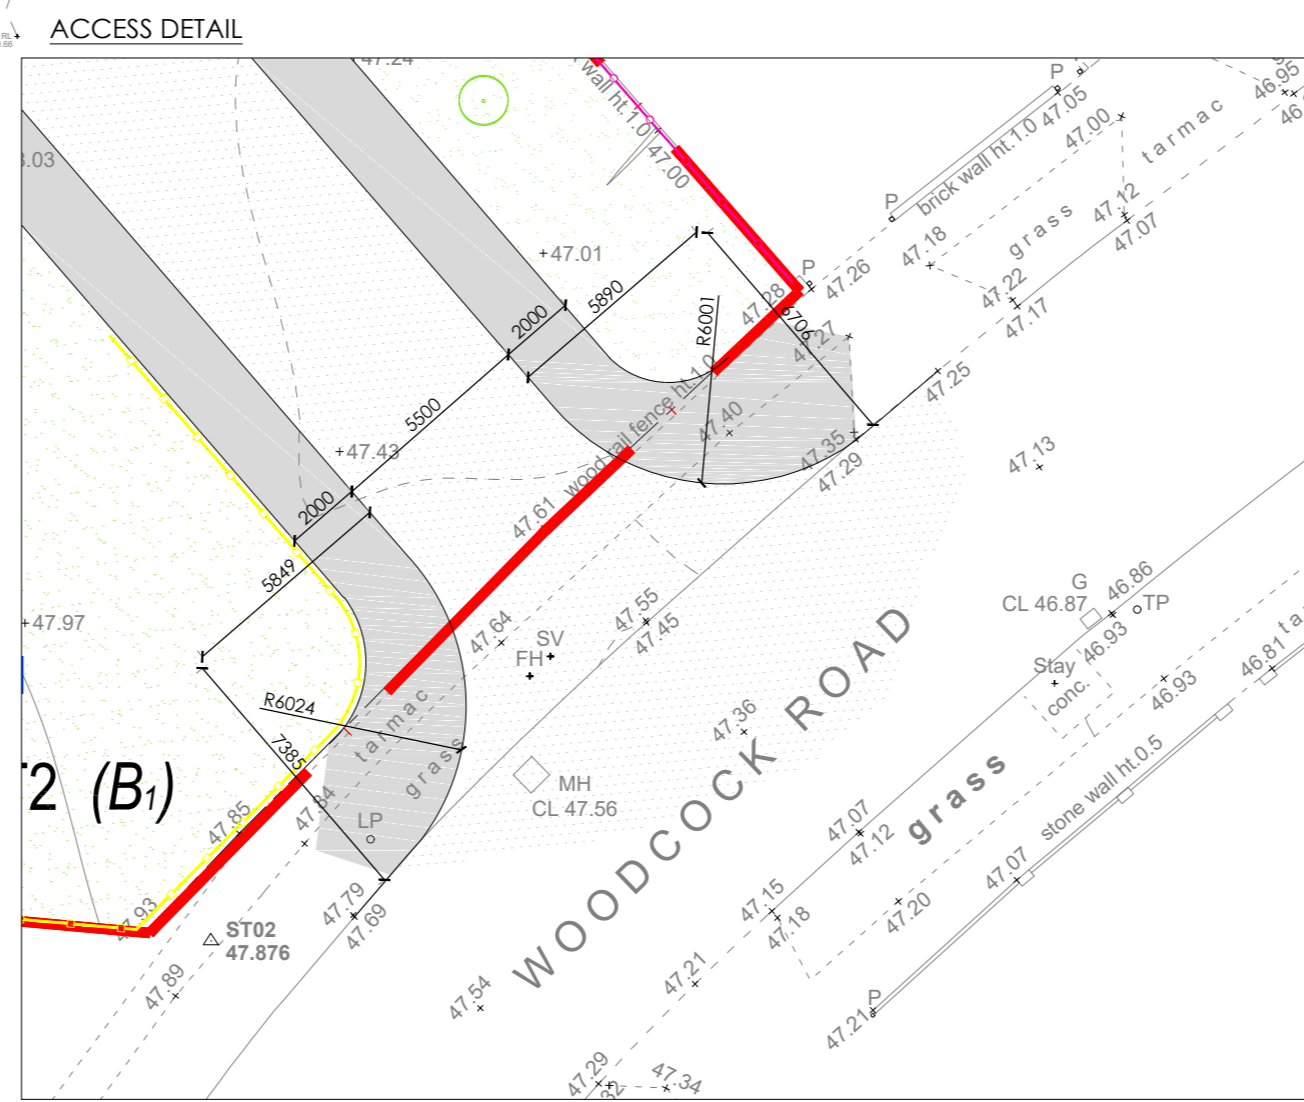 ACCESS DETAIL
RL
47.24
wall ht.1.0
47.00
P
47.05
46.95
brick wall ht.1.0
47.00
tarmac
P
47.12
47.07
47.18
grass
+47.01
P
47.26
47.22
47.17
5890
2000
47.28
R6001
6706
47.27
47.25
5500
wood rail fence ht.1.0
47.40
47.35
47.29
47.13
+47.43
2000
47.61
5849
47.55
47.45
G
CL 46.87
46.86
TP
46.93
+47.97
47.64
SV
FH
Stay
conc.
46.93
46.81
R6024
7385
tarmac
grass
47.36
WOODCOCK ROAD
T2 (B1)
MH
CL 47.56
47.85
47.84
LP
47.07
47.12
grass
stone wall ht.0.5
47.07
47.93
ST02
47.876
47.79
47.69
47.15
47.18
47.20
47.89
47.54
47.21
P
47.21
47.29
47.34